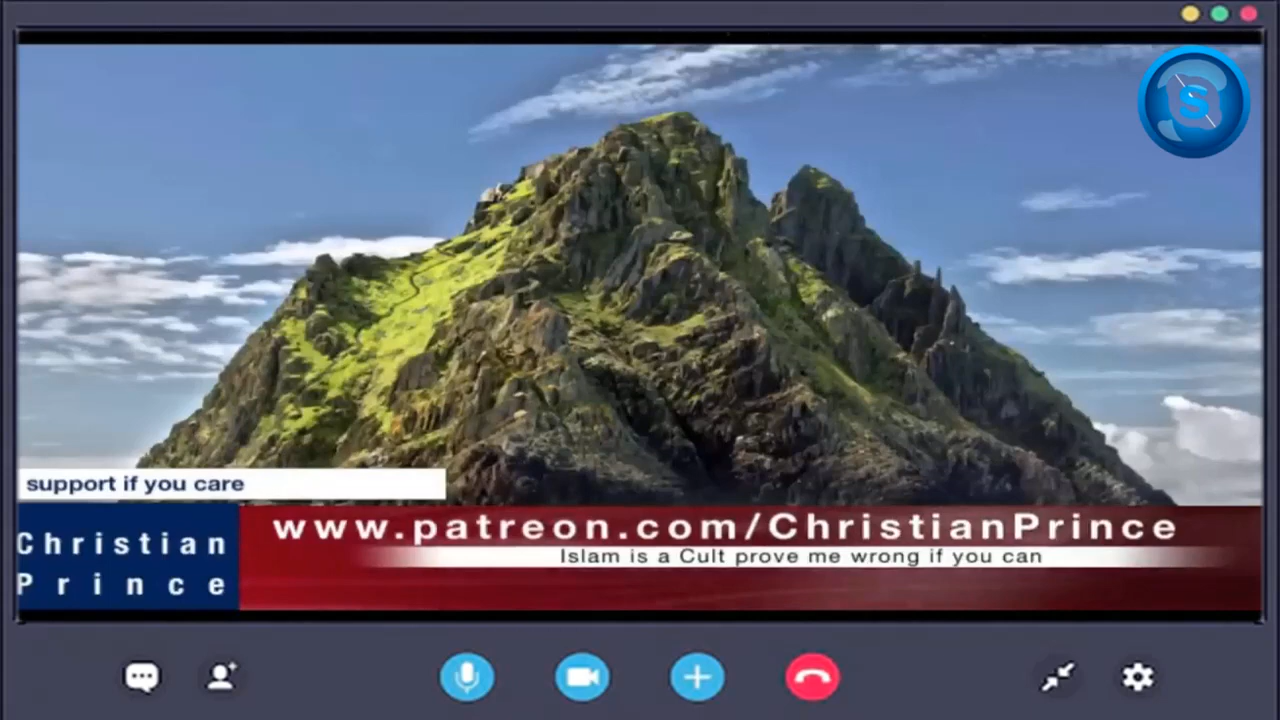 S
support if you care
www.patreon.com/ChristianPrince
Christian
Islam is a Cult prove me wrong if you can
Prince